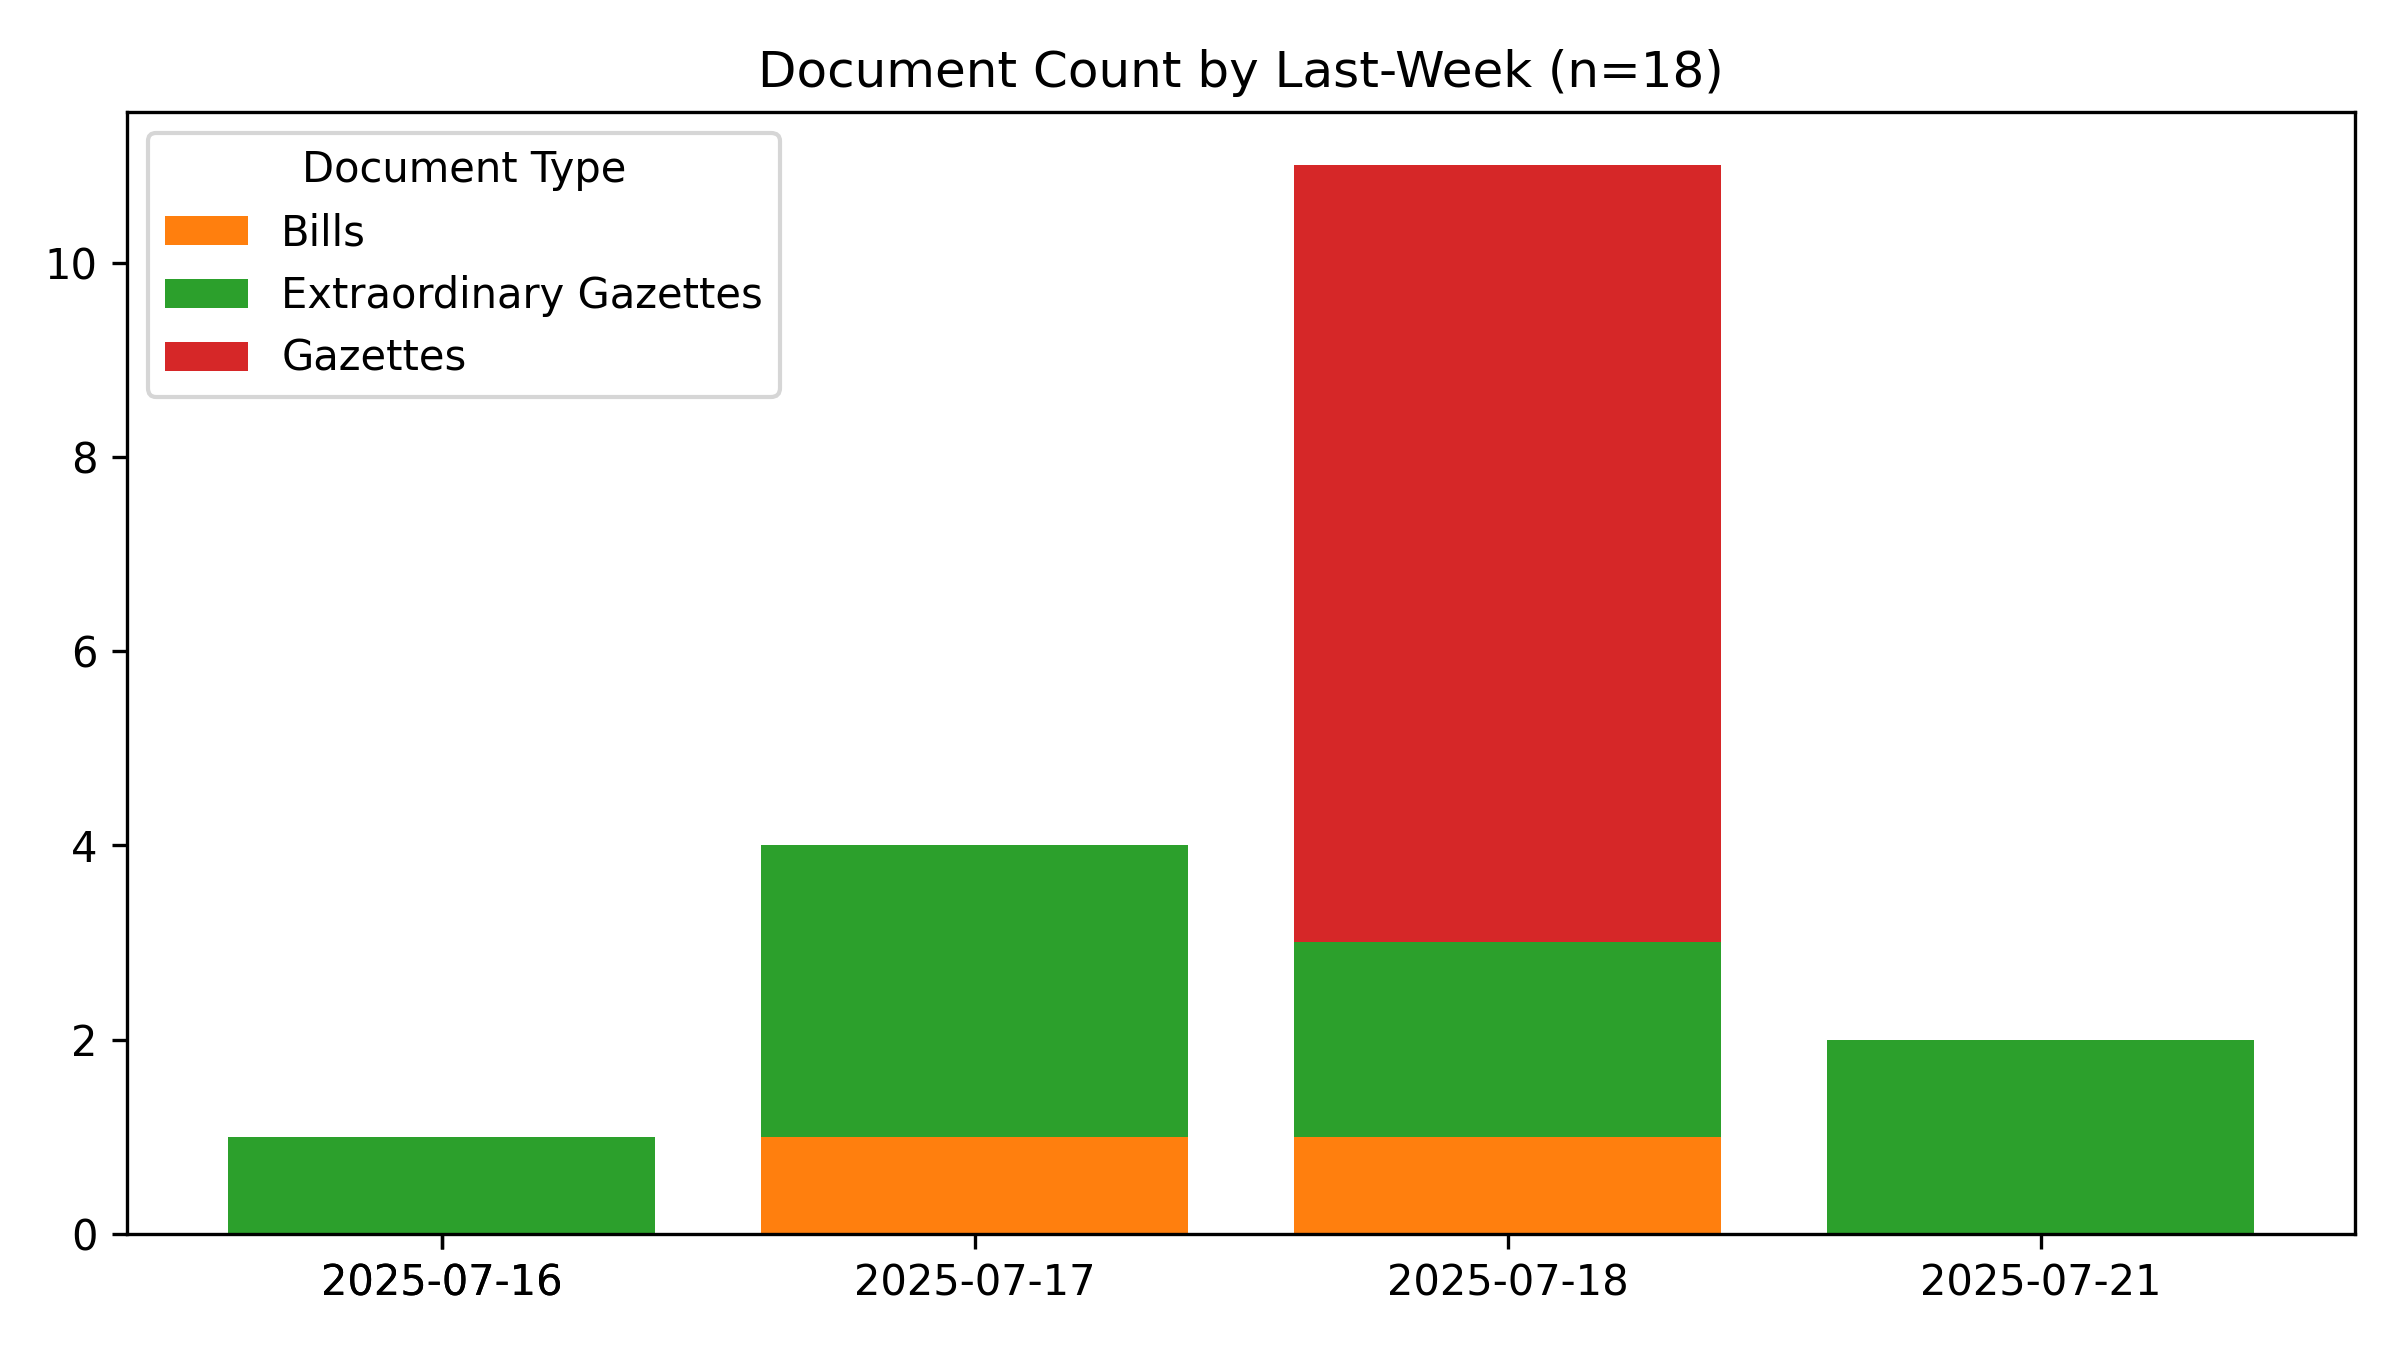 Document Count by Last-Week (n=18)
Document Type
Bills
Extraordinary Gazettes
Gazettes
10
8
6
4
2
0
2025-07-16
2025-07-17
2025-07-18
2025-07-21